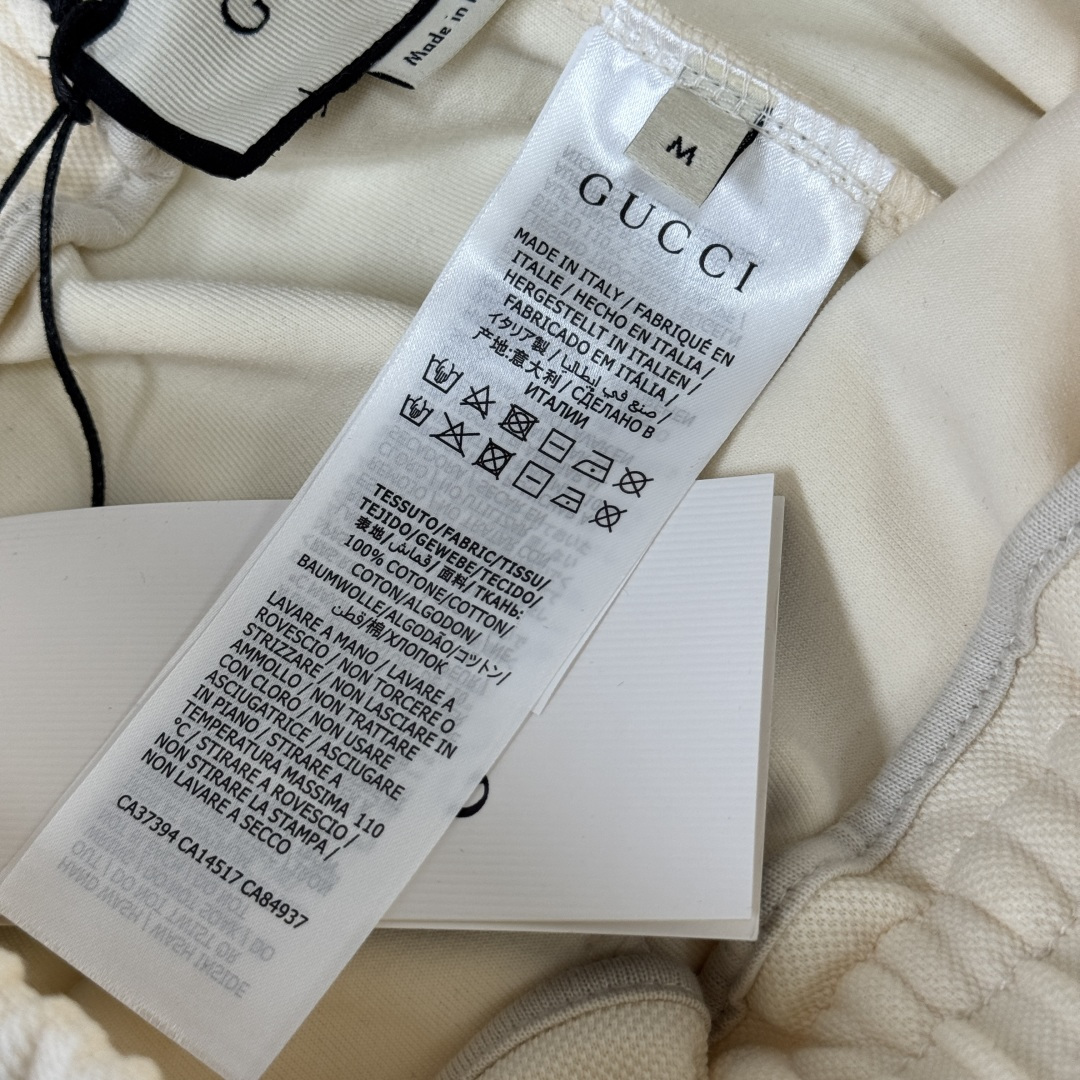 G
Made in
M
GUCCI
MADE IN ITALY / FABRIQUÉ EN
ITALIE / HECHO EN ITALIA /
HERGESTELLT IN ITALIEN /
FABRICADO EM ITÁLIA /
イタリア製 / صنع في إيطاليا /
产地:意大利 / СДЕЛАНО В
ИТАЛИИ
TESSUTO/FABRIC/TISSU/
TEJIDO/GEWEBE/TECIDO/
表地/قماش/面料/ТКАНЬ:
100% COTONE/COTTON/
COTON/ALGODON/
BAUMWOLLE/ALGODÃO/コットン/
قطن/棉/ХЛОПОК
LAVARE A MANO / LAVARE A
ROVESCIO / NON TORCERE O
STRIZZARE / NON LASCIARE IN
AMMOLLO / NON TRATTARE
CON CLORO / NON USARE
ASCIUGATRICE / ASCIUGARE
IN PIANO / STIRARE A
TEMPERATURA MASSIMA 110
°C / STIRARE A ROVESCIO /
NON STIRARE LA STAMPA /
NON LAVARE A SECCO
CA37394 CA14517 CA84937